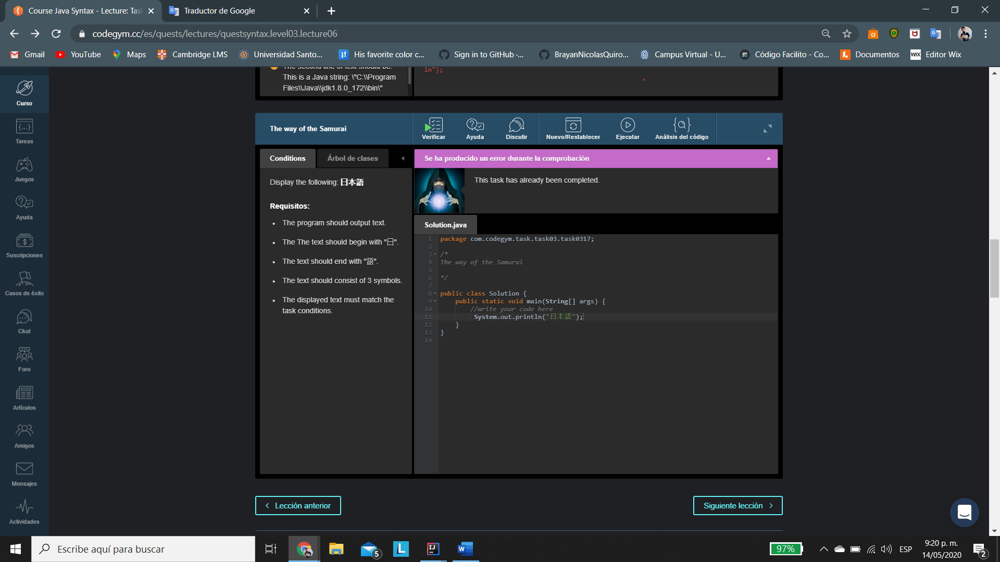 Course Java Syntax - Lecture: Tas
Traductor de Google
codegym.cc/es/quests/lectures/questsyntax.level03.lecture06
Gmail
YouTube
Maps
Cambridge LMS
Universidad Santo...
His favorite color c...
Sign in to GitHub ·...
BrayanNicolasQuiro...
Campus Virtual - U...
Código Facilito - Co...
Documentos
WIX
Editor Wix
Curso
Tareas
Juegos
Ayuda
Suscripciones
Casos de éxito
Chat
Foro
Artículos
Amigos
Mensajes
Actividades
The second line of text should be:
This is a Java string: \"C:\\Program
Files\\Java\\jdk1.8.0_172\\bin\"
in");
^
The way of the Samurai
Verificar
Ayuda
Discutir
Nuevo/Restablecer
Ejecutar
Análisis del código
Conditions
Árbol de clases
Display the following: 日本語
Requisitos:
• The program should output text.
• The The text should begin with "日".
• The text should end with "語".
• The text should consist of 3 symbols.
• The displayed text must match the
task conditions.
Se ha producido un error durante la comprobación
This task has already been completed.
Solution.java
1 package com.codegym.task.task03.task0317;
2
3 /*
4 The way of the Samurai
5
6 */
7
8 public class Solution {
9 public static void main(String[] args) {
10 //write your code here
11 System.out.println("日本語");
12 }
13 }
14
< Lección anterior
Siguiente lección >
Escribe aquí para buscar
5
L
IJ
W
97%
ESP
9:20 p. m.
14/05/2020
2